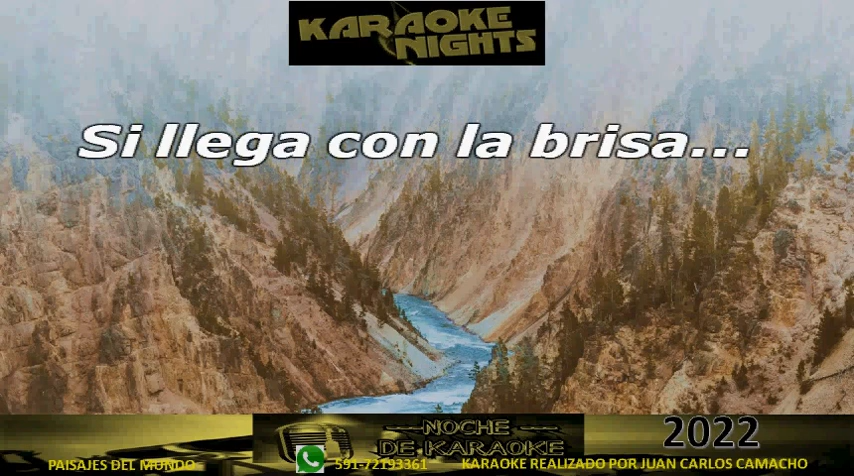 KARAOKE
NIGHTS
Si llega con la brisa...
NOCHE
DE KARAOKE
2022
PAISAJES DEL MUNDO
591-72193361
KARAOKE REALIZADO POR JUAN CARLOS CAMACHO